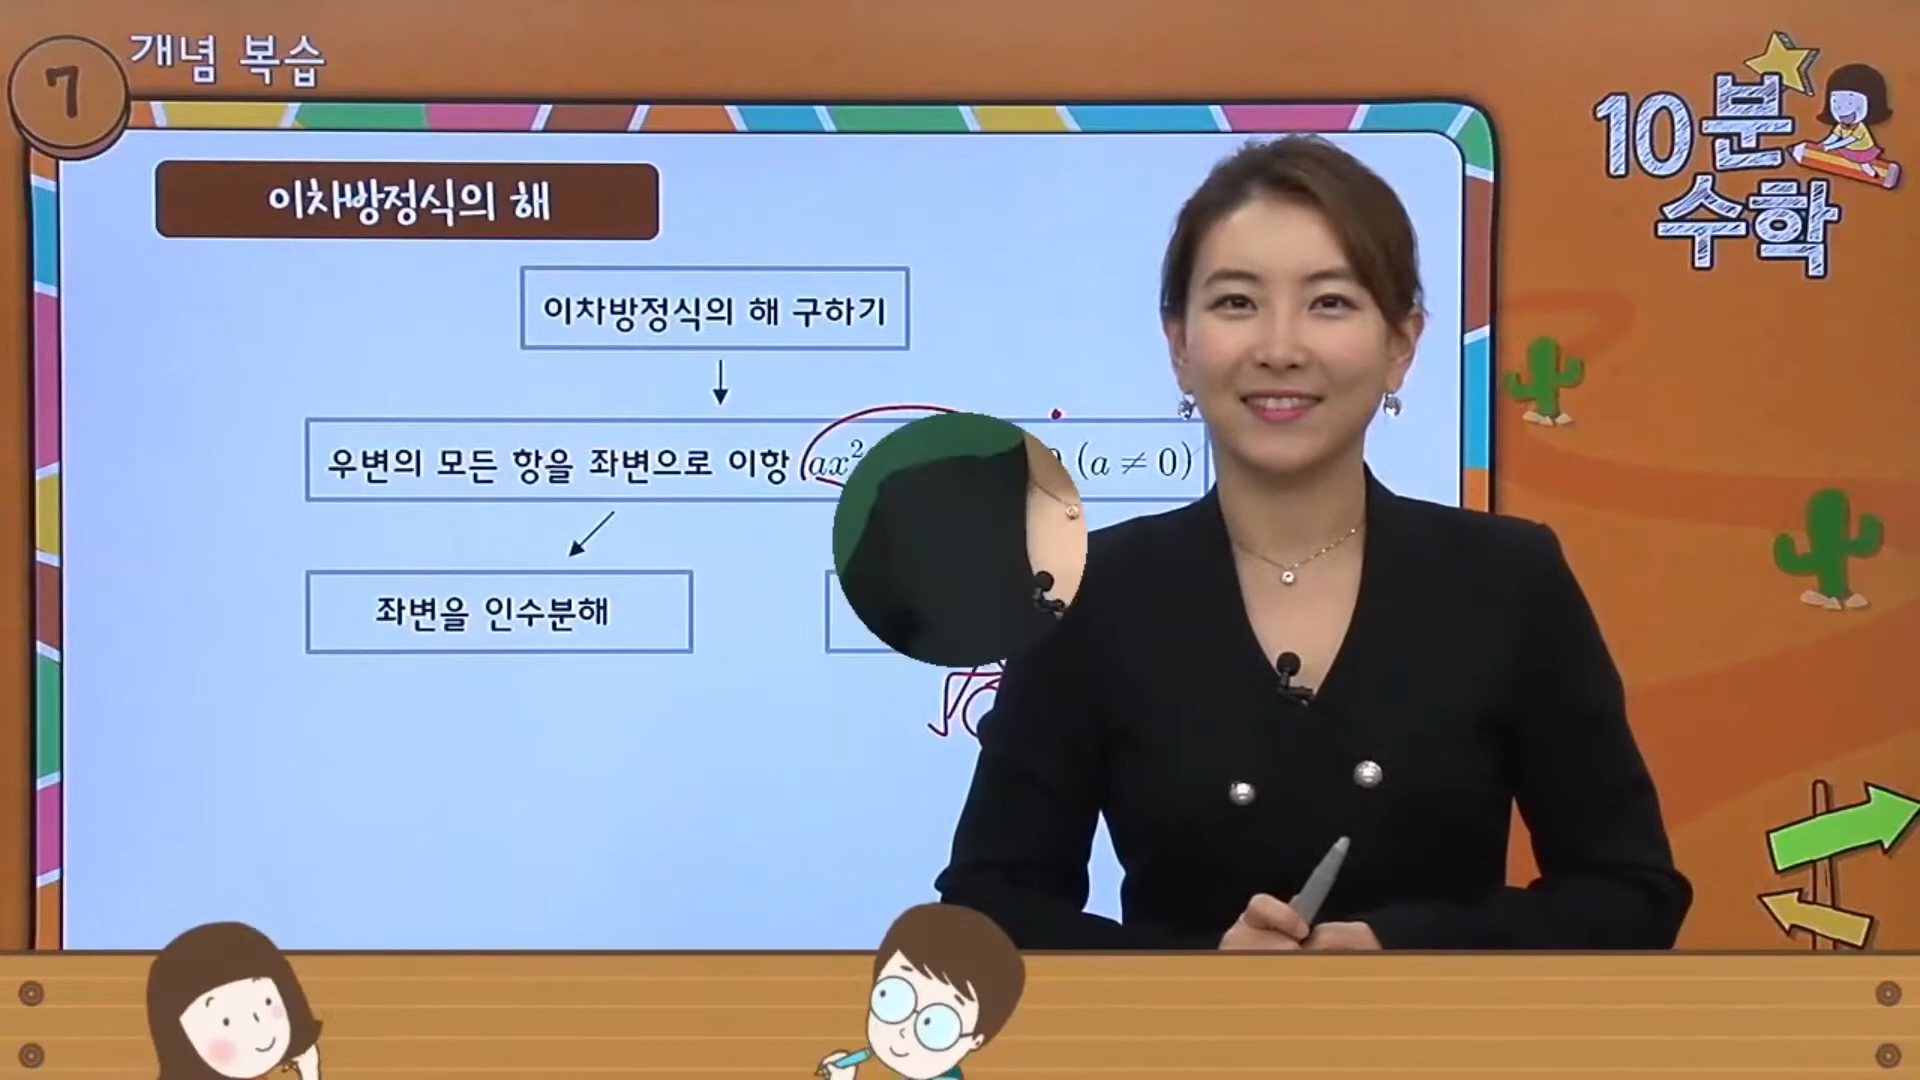 7 개념 복습
10분
수학
이차방정식의 해
이차방정식의 해 구하기
우변의 모든 항을 좌변으로 이항 ax² (a ≠ 0)
좌변을 인수분해